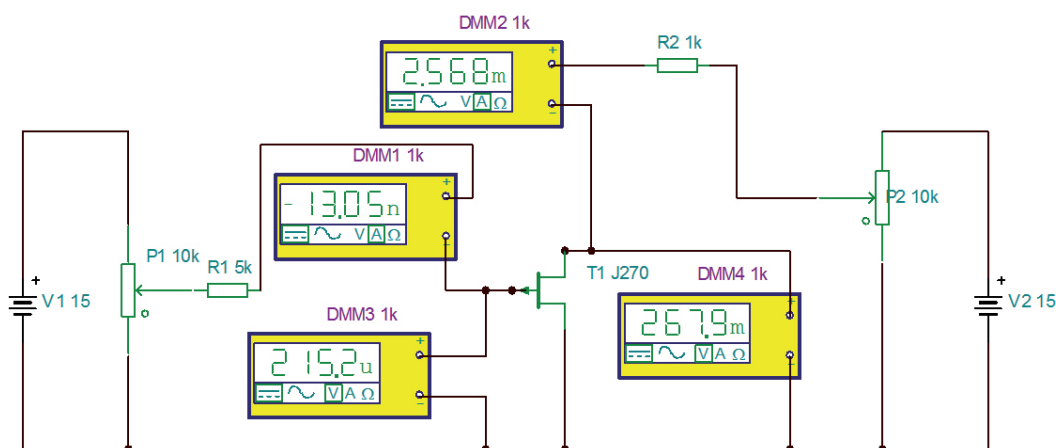 DMM2 1k
2.568m
V A Ω
R2 1k
DMM1 1k
-13.05n
V A Ω
P2 10k
P1 10k
R1 5k
T1 J270
DMM4 1k
V1 15
V2 15
DMM3 1k
267.9m
V A Ω
215.2u
V A Ω